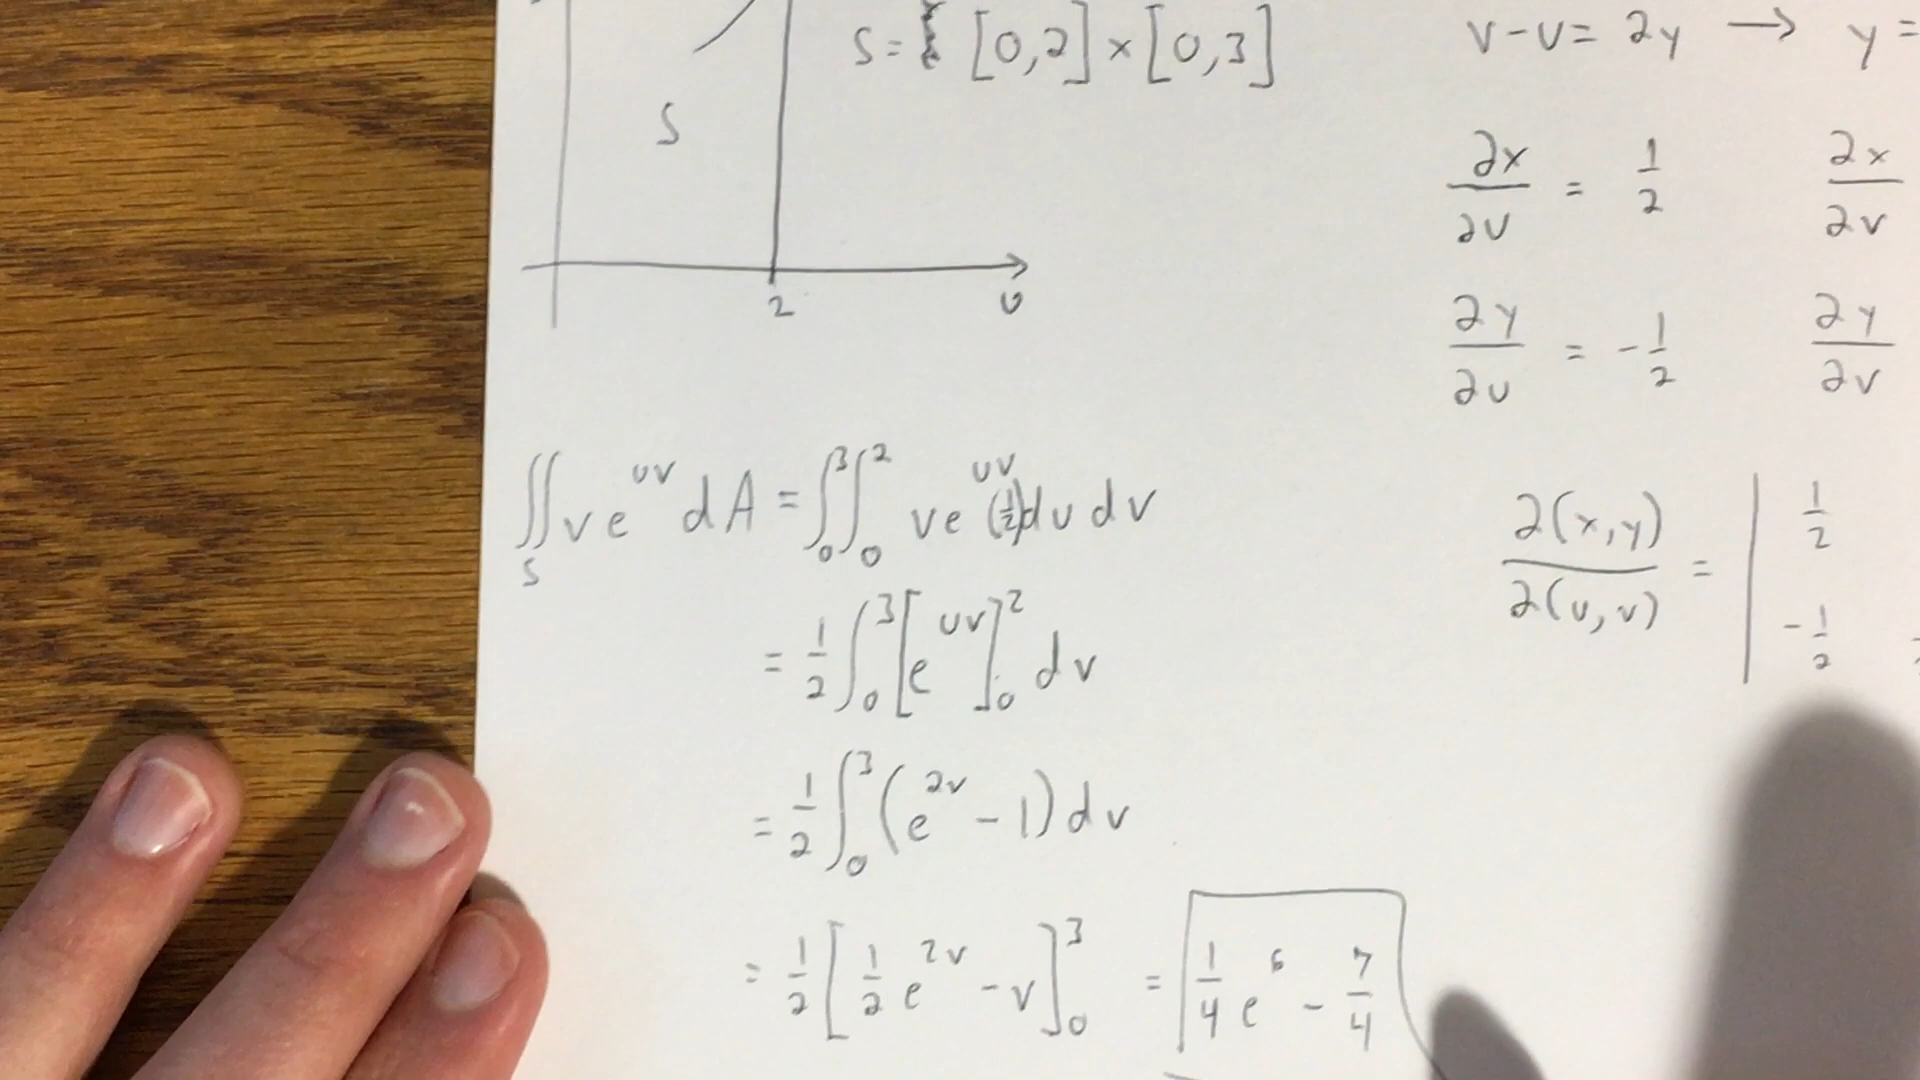 S = [0,2] × [0,3]
v-u = 2y → y =
S
∂x/∂u = 1/2
∂x/∂v
2
u
∂y/∂u = -1/2
∂y/∂v
∬_S ve^{uv} dA = ∫_0^3 ∫_0^2 ve^{uv} (1/2) du dv
∂(x,y)/∂(u,v) = | 1/2
-1/2
= 1/2 ∫_0^3 [e^{uv}]_0^2 dv
= 1/2 ∫_0^3 (e^{2v} - 1) dv
= 1/2 [1/2 e^{2v} - v]_0^3 = 1/4 e^6 - 7/4